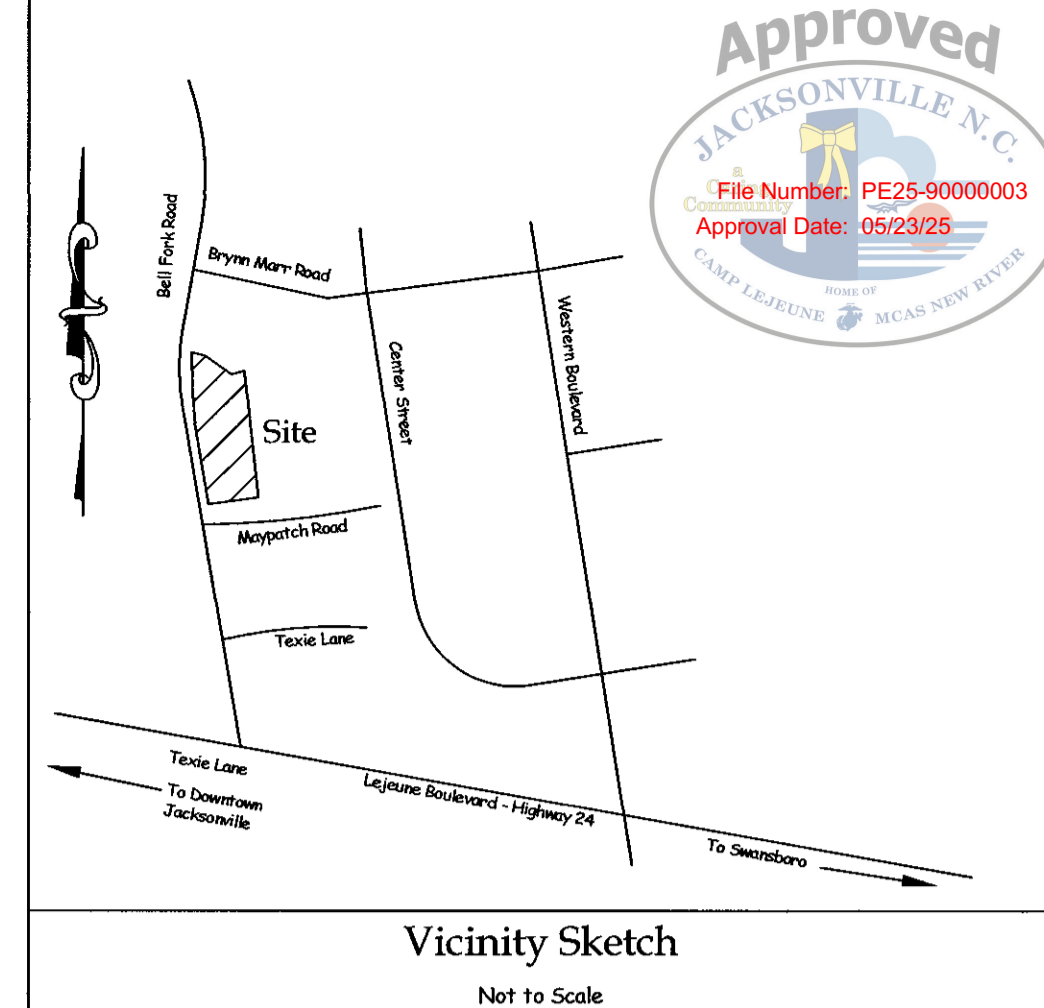 Approved
JACKSONVILLE N.C.
a
Caring
Community
File Number: PE25-90000003
Approval Date: 05/23/25
HOME OF
CAMP LEJEUNE
MCAS NEW RIVER
Bell Fork Road
Brynn Marr Road
Center Street
Western Boulevard
Site
Maypatch Road
Texie Lane
Texie Lane
Lejeune Boulevard - Highway 24
To Downtown
Jacksonville
To Swansboro
Vicinity Sketch
Not to Scale